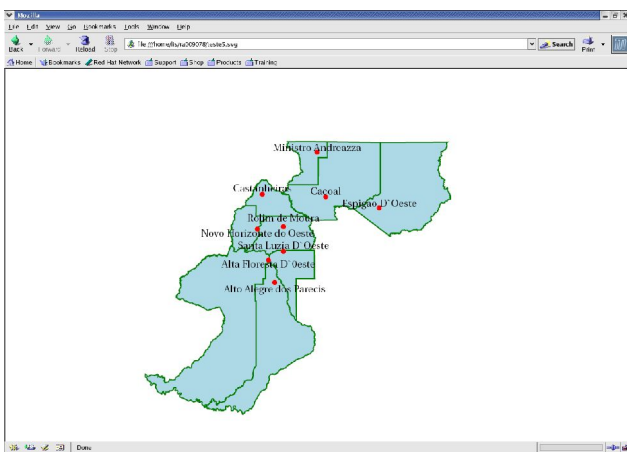 Mozilla
File Edit View Go Bookmarks Tools Window Help
Back Forward Reload Stop Search Print
Home Bookmarks Red Hat Network Support Shop Products Training
Ministro Andreazza
Castanheiras Cacoal
Espigao D`Oeste
Rolim de Moura
Novo Horizonte do Oeste
Santa Luzia D`Oeste
Alta Floresta D`Oeste
Alto Alegre dos Parecis
Done